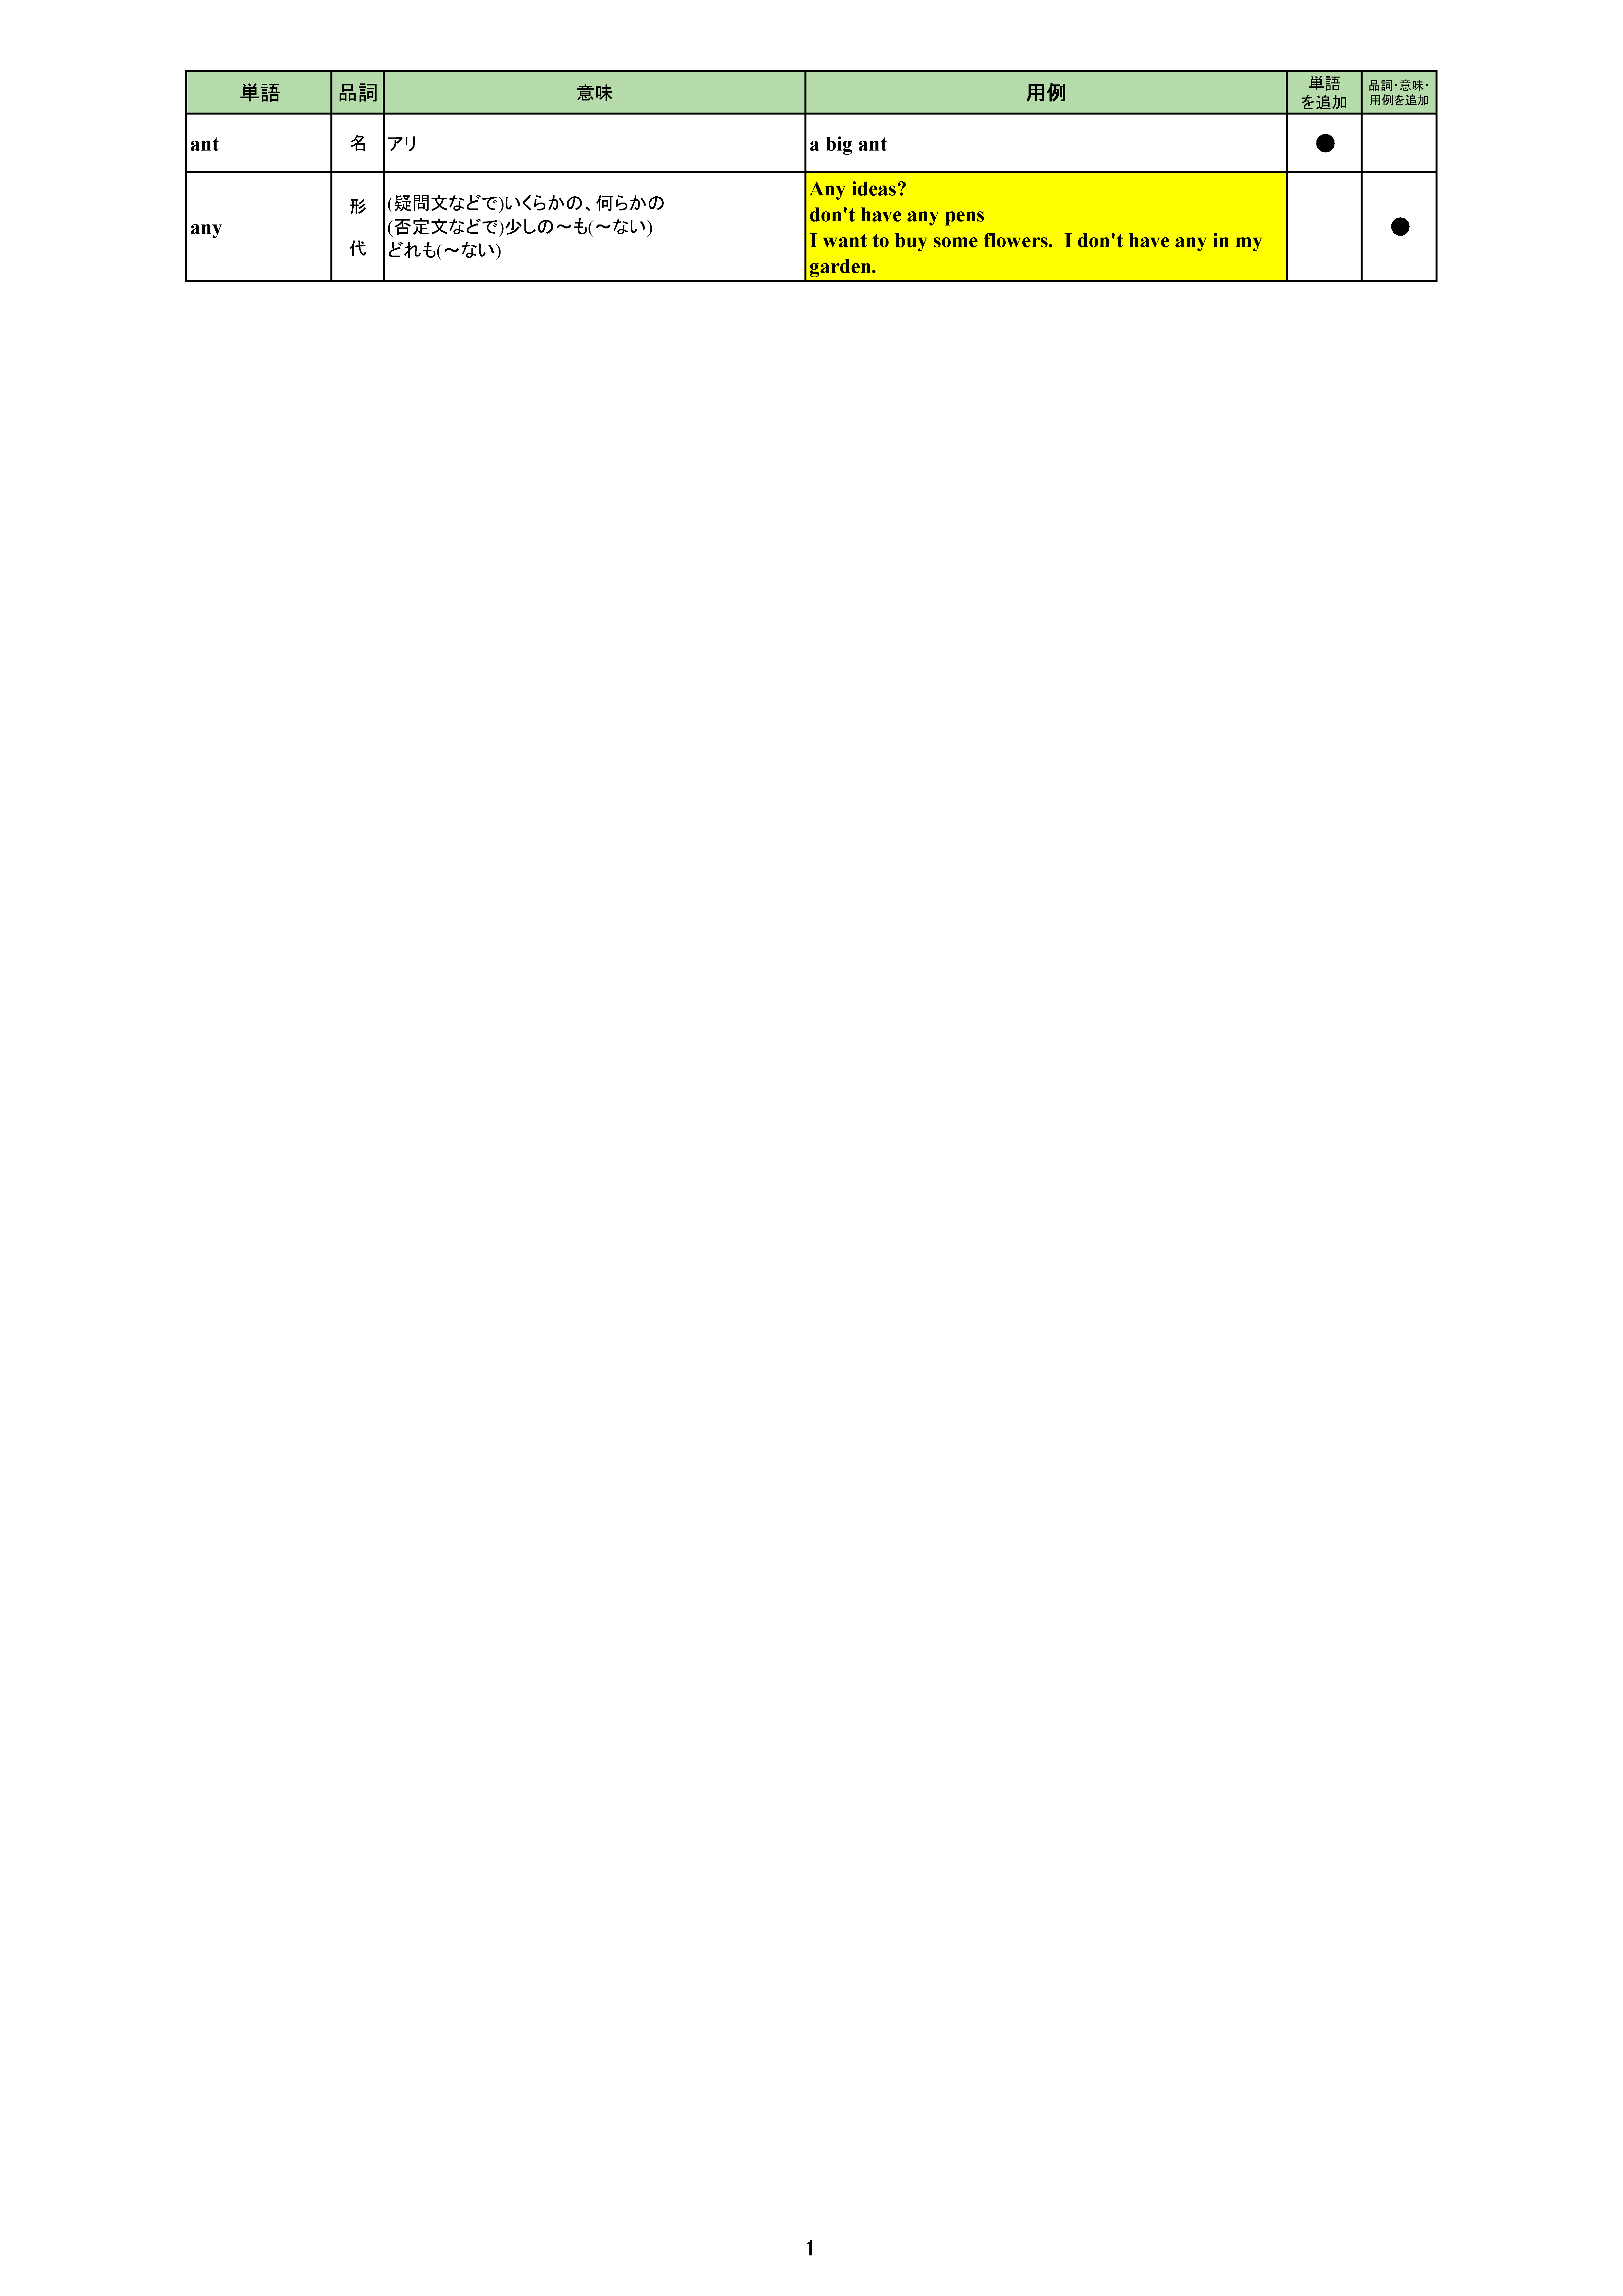 単語 品詞 意味 用例 単語 品詞・意味・
を追加 用例を追加
ant 名 アリ a big ant ●
any 形 (疑問文などで)いくらかの、何らかの Any ideas?
(否定文などで)少しの～も(～ない) don't have any pens ●
代 どれも(～ない) I want to buy some flowers.  I don't have any in my
garden.
1